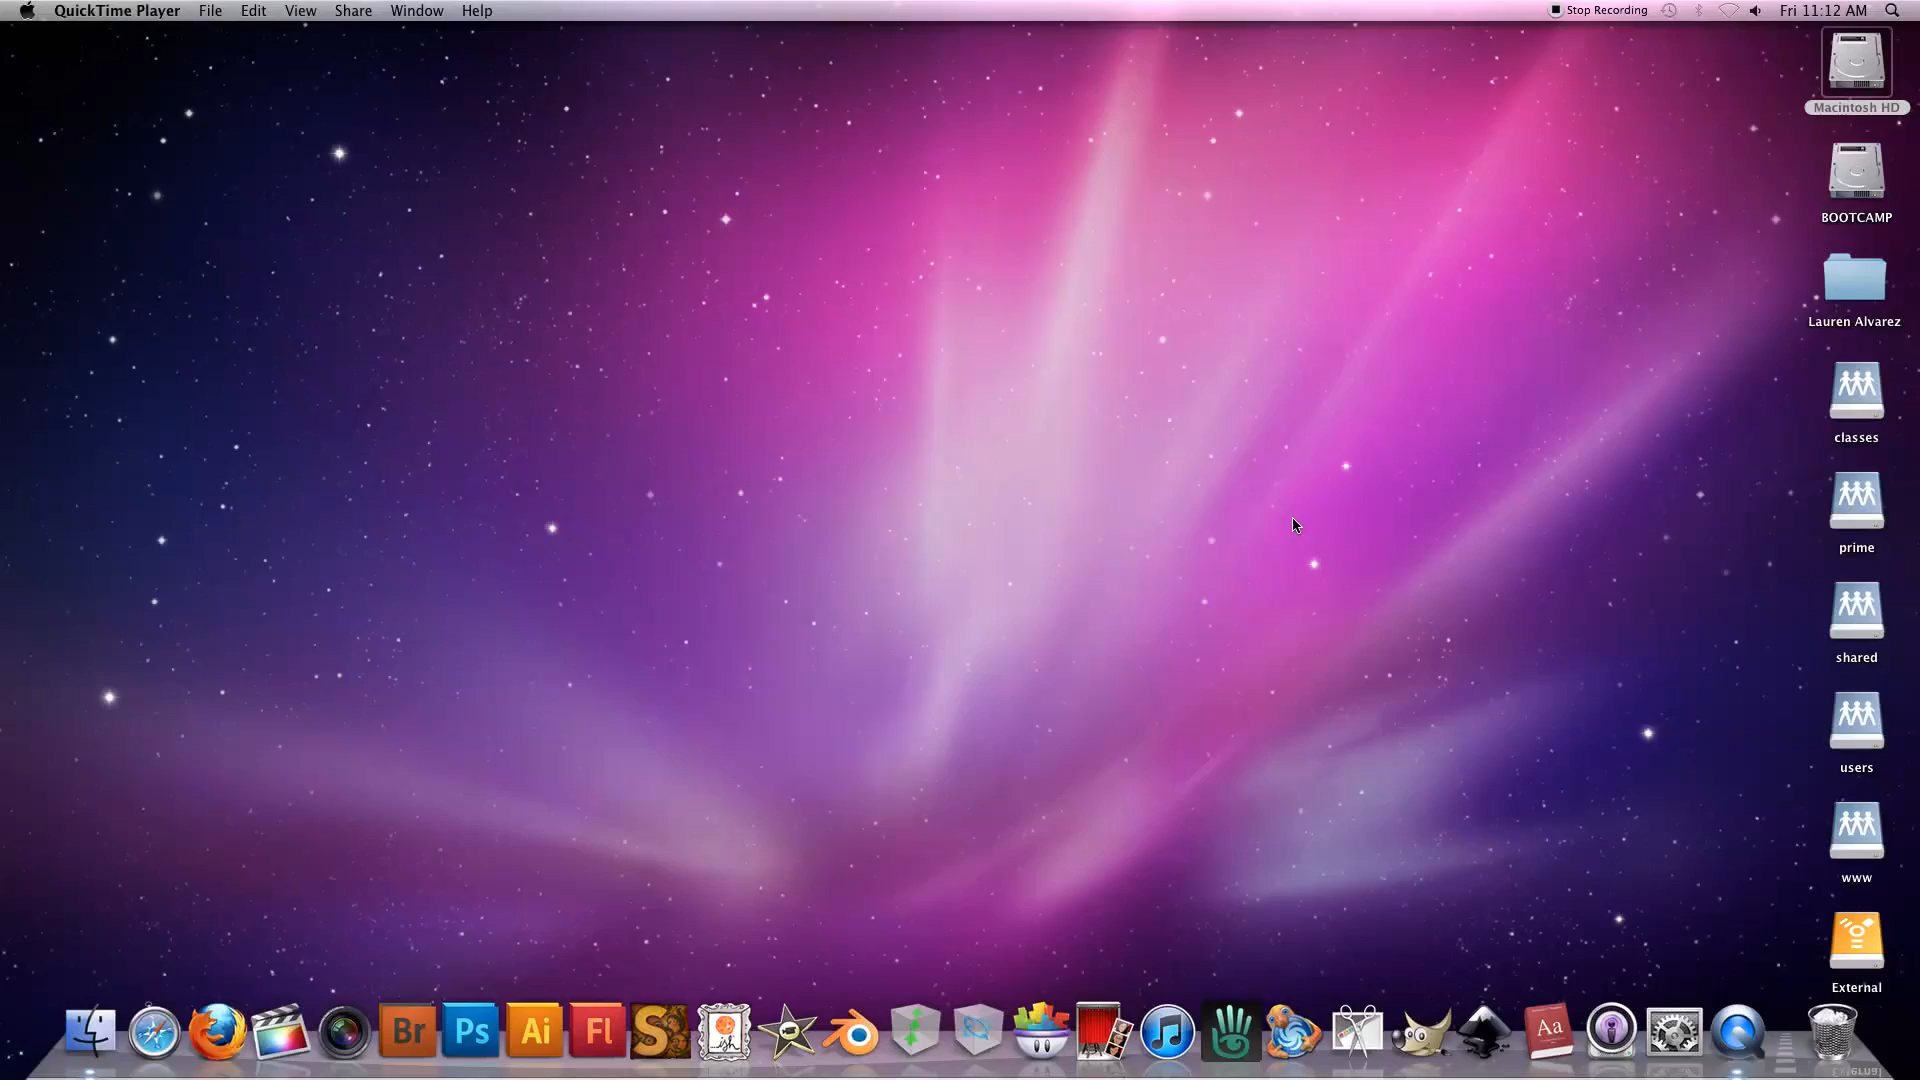 QuickTime Player File Edit View Share Window Help Stop Recording Fri 11:12 AM
Macintosh HD
BOOTCAMP
Lauren Alvarez
classes
prime
shared
users
www
External
Br Ps Ai Fl S ish Aa